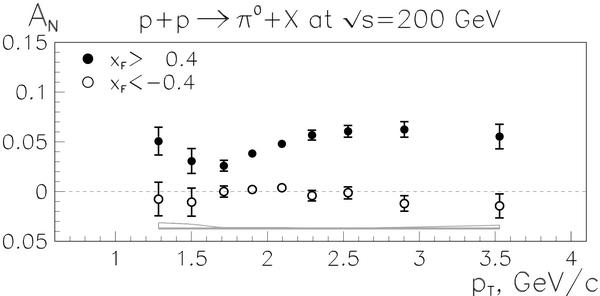 A_N p+p→π⁰+X at √s=200 GeV
0.15
x_F> 0.4
x_F<−0.4
0.1
0.05
0
0.05
1 1.5 2 2.5 3 3.5 4
p_T, GeV/c